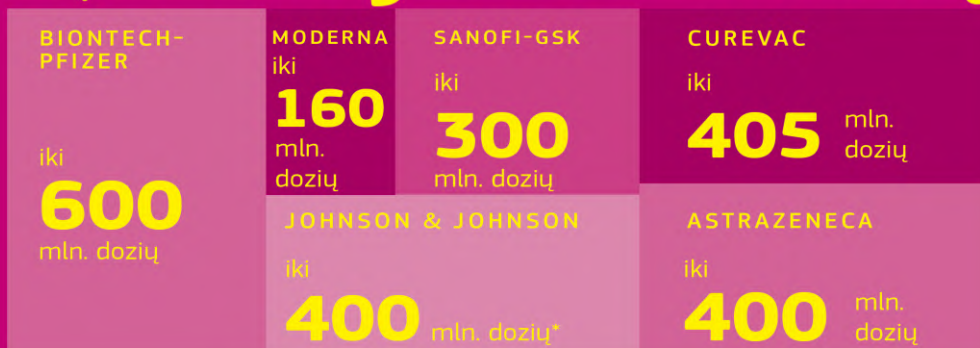 BIONTECH-
PFIZER
iki
600
mln. dozių
MODERNA
iki
160
mln.
dozių
SANOFI-GSK
iki
300
mln. dozių
CUREVAC
iki
405 mln.
dozių
JOHNSON & JOHNSON
iki
400 mln. dozių*
ASTRAZENECA
iki
400 mln.
dozių